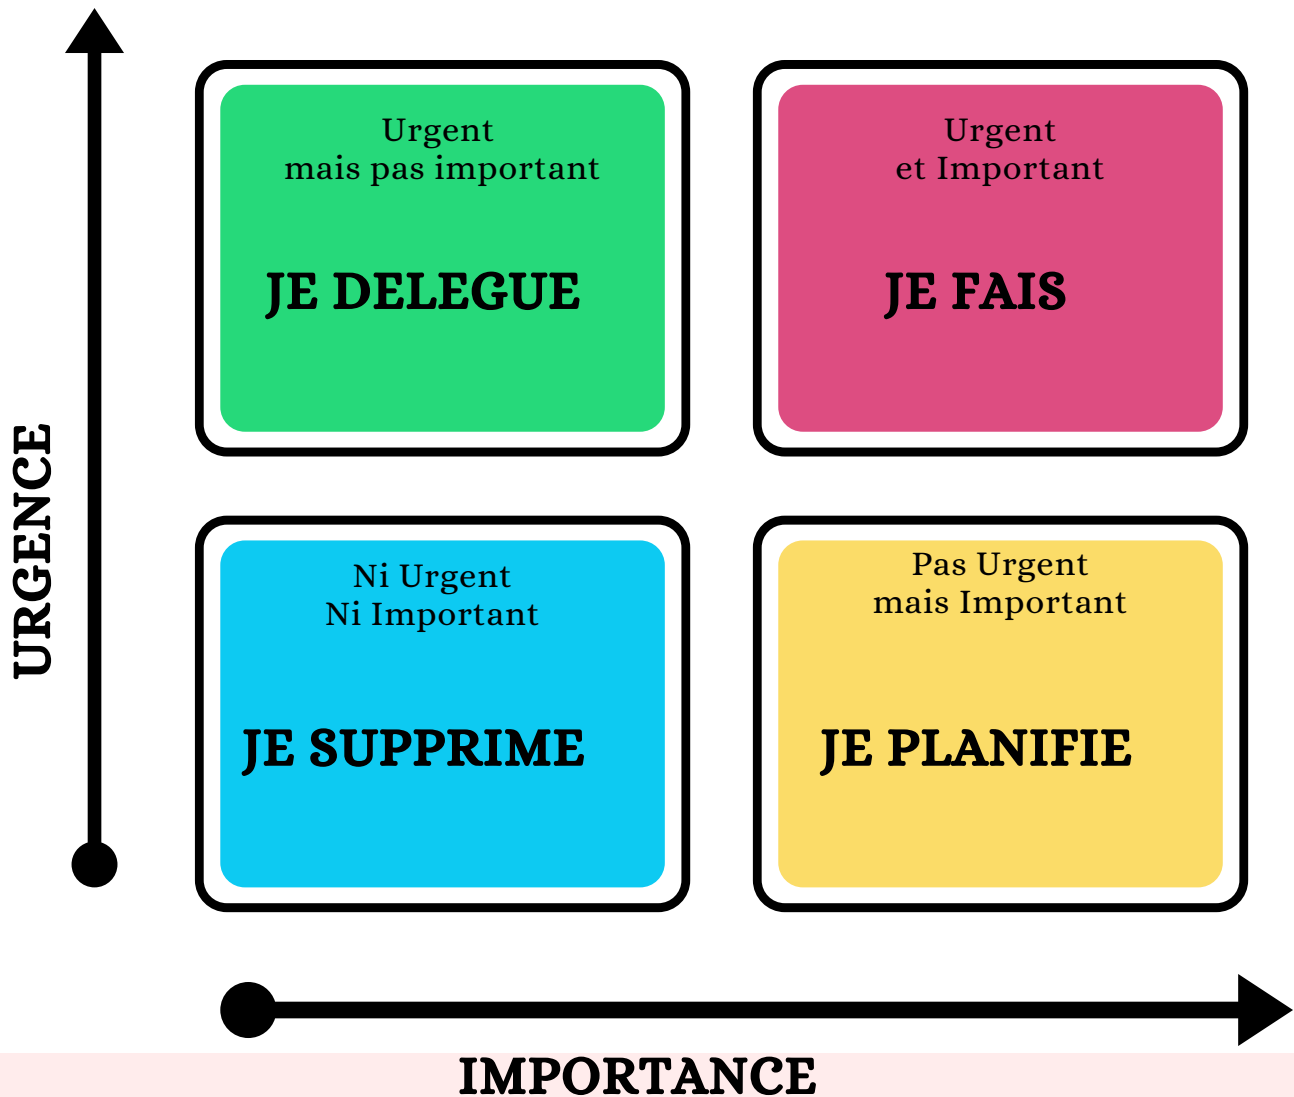 Urgent
mais pas important
JE DELEGUE
Urgent
et Important
JE FAIS
URGENCE
Ni Urgent
Ni Important
JE SUPPRIME
Pas Urgent
mais Important
JE PLANIFIE
IMPORTANCE